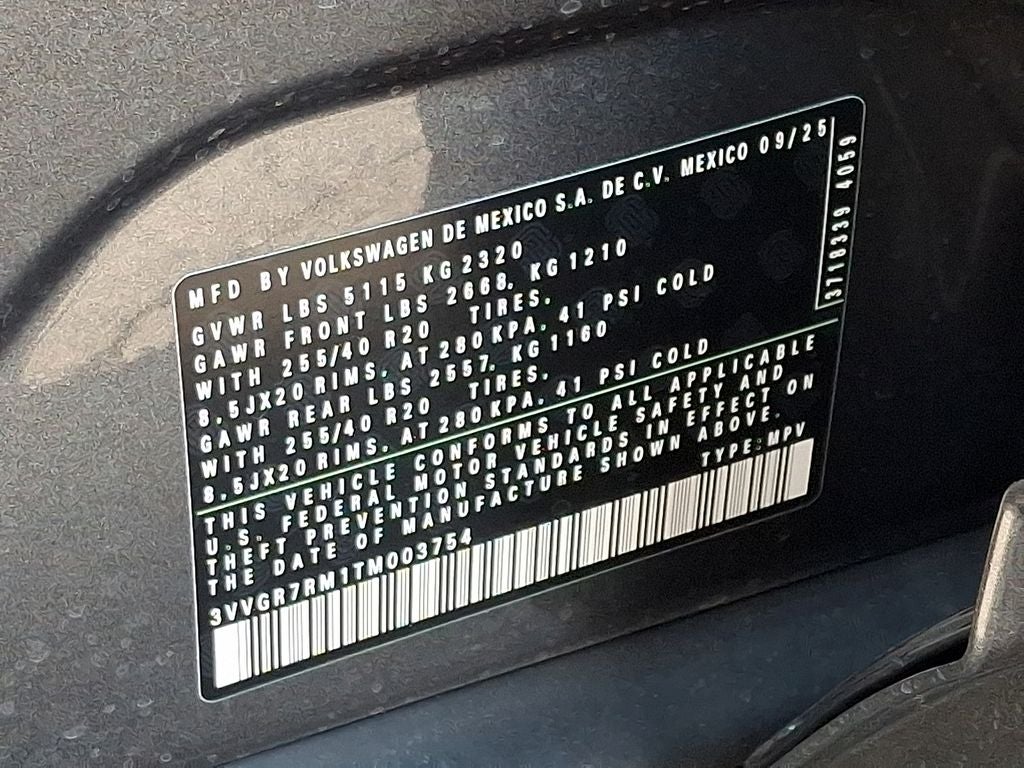 MFD BY VOLKSWAGEN DE MEXICO S.A. DE C.V. MEXICO 09/25
GVWR LBS 5115 KG 2320
GAWR FRONT LBS 2668. KG 1210
WITH 255/40 R20 TIRES.
8.5JX20 RIMS. AT 280 KPA. 41 PSI COLD
GAWR REAR LBS 2557. KG 1160
WITH 255/40 R20 TIRES.
8.5JX20 RIMS. AT 280 KPA. 41 PSI COLD
THIS VEHICLE CONFORMS TO ALL APPLICABLE
U.S. FEDERAL MOTOR VEHICLE SAFETY AND
THEFT PREVENTION STANDARDS IN EFFECT ON
THE DATE OF MANUFACTURE SHOWN ABOVE.
3VVGR7RM1TM003754 TYPE: MPV
3718339 4059